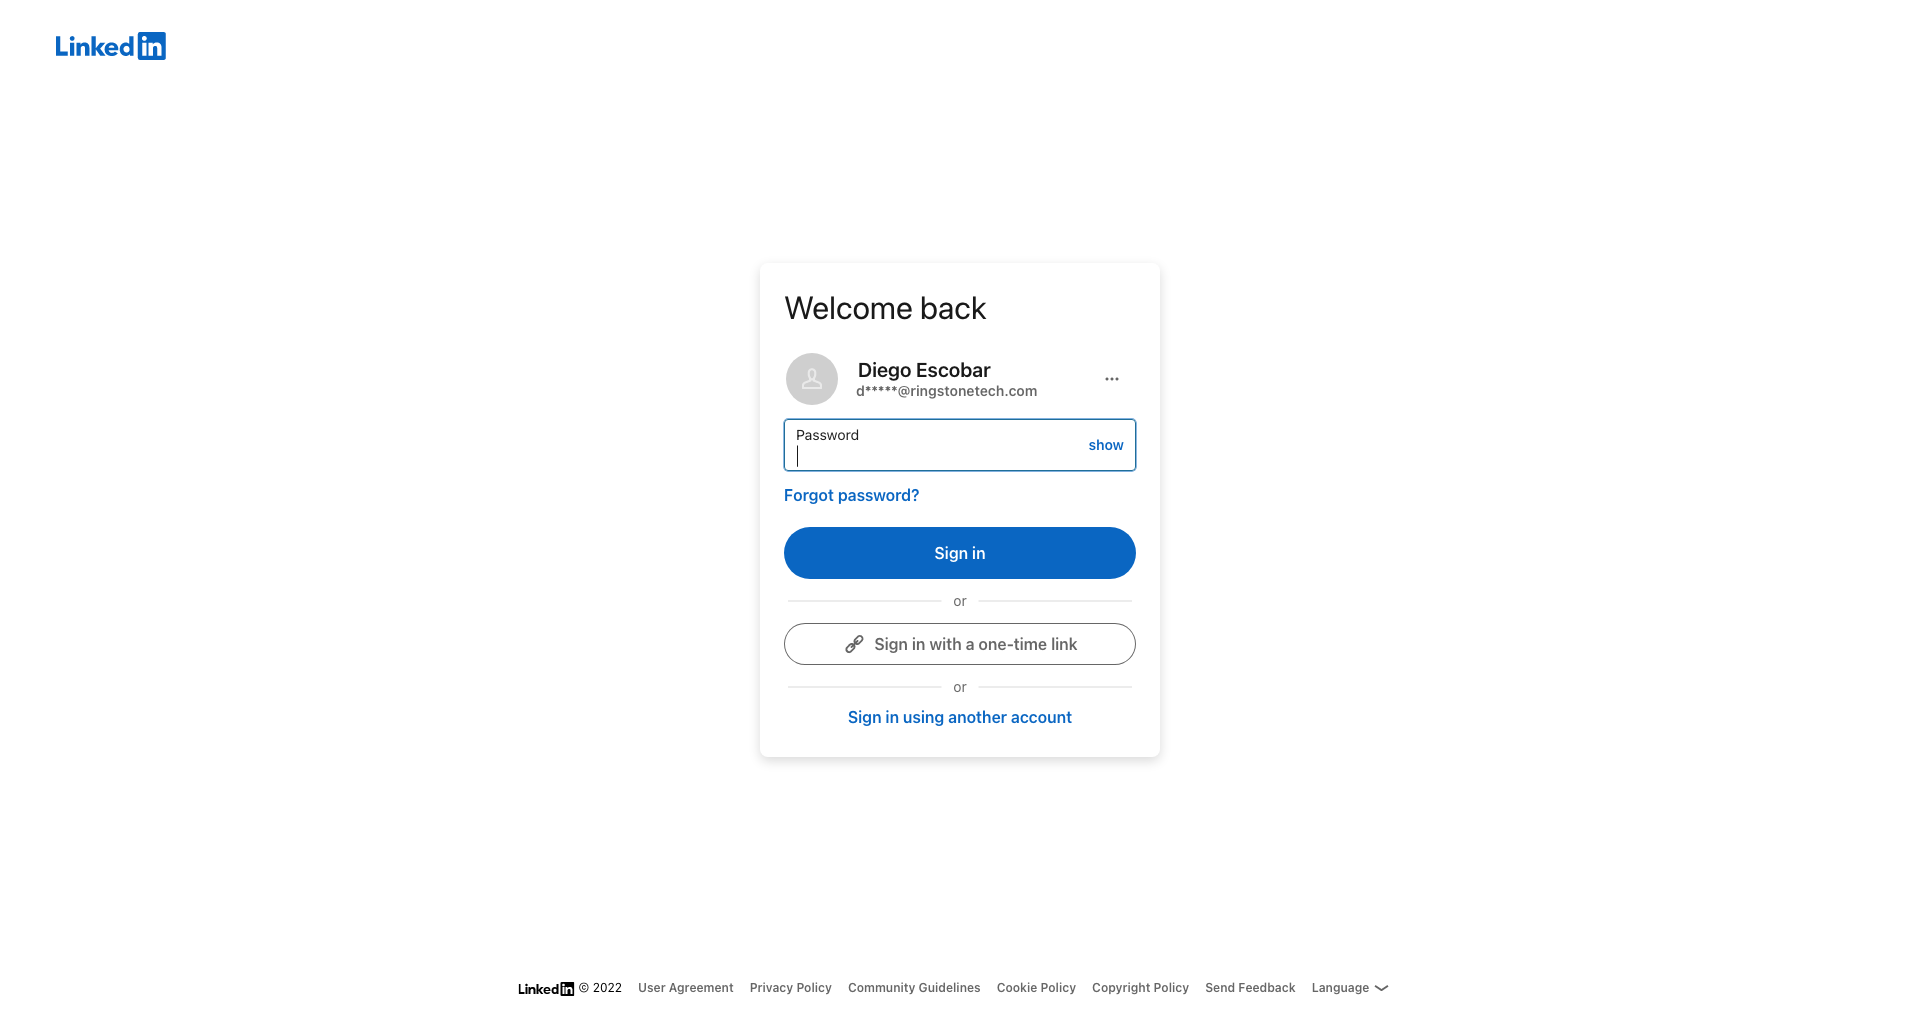 Linkedin
Welcome back
Diego Escobar
d*****@ringstonetech.com
Password
show
Forgot password?
Sign in
or
Sign in with a one-time link
or
Sign in using another account
Linkedin © 2022 User Agreement Privacy Policy Community Guidelines Cookie Policy Copyright Policy Send Feedback Language